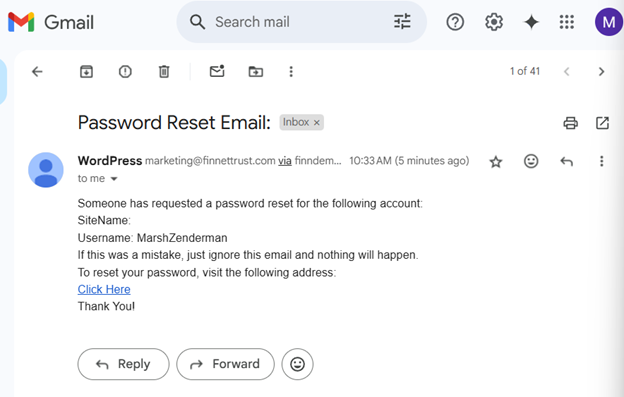 Gmail
Search mail
M
1 of 41
Password Reset Email:
Inbox ×
WordPress marketing@finnettrust.com via finndem... 10:33 AM (5 minutes ago)
to me
Someone has requested a password reset for the following account:
SiteName:
Username: MarshZenderman
If this was a mistake, just ignore this email and nothing will happen.
To reset your password, visit the following address:
Click Here
Thank You!
Reply
Forward